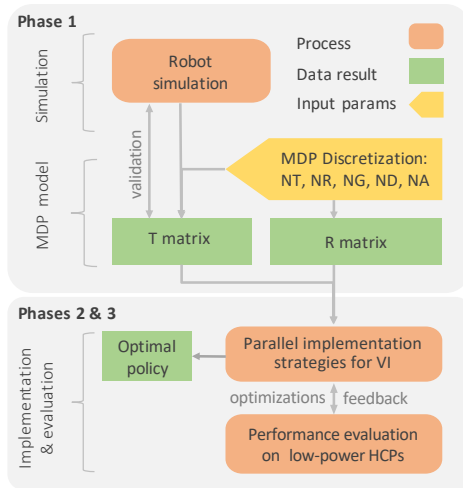 Phase 1
Simulation
Robot
simulation
Process
Data result
Input params
validation
MDP model
MDP Discretization:
NT, NR, NG, ND, NA
T matrix
R matrix
Phases 2 & 3
Implementation
& evaluation
Optimal
policy
Parallel implementation
strategies for VI
optimizations
feedback
Performance evaluation
on low-power HCPs